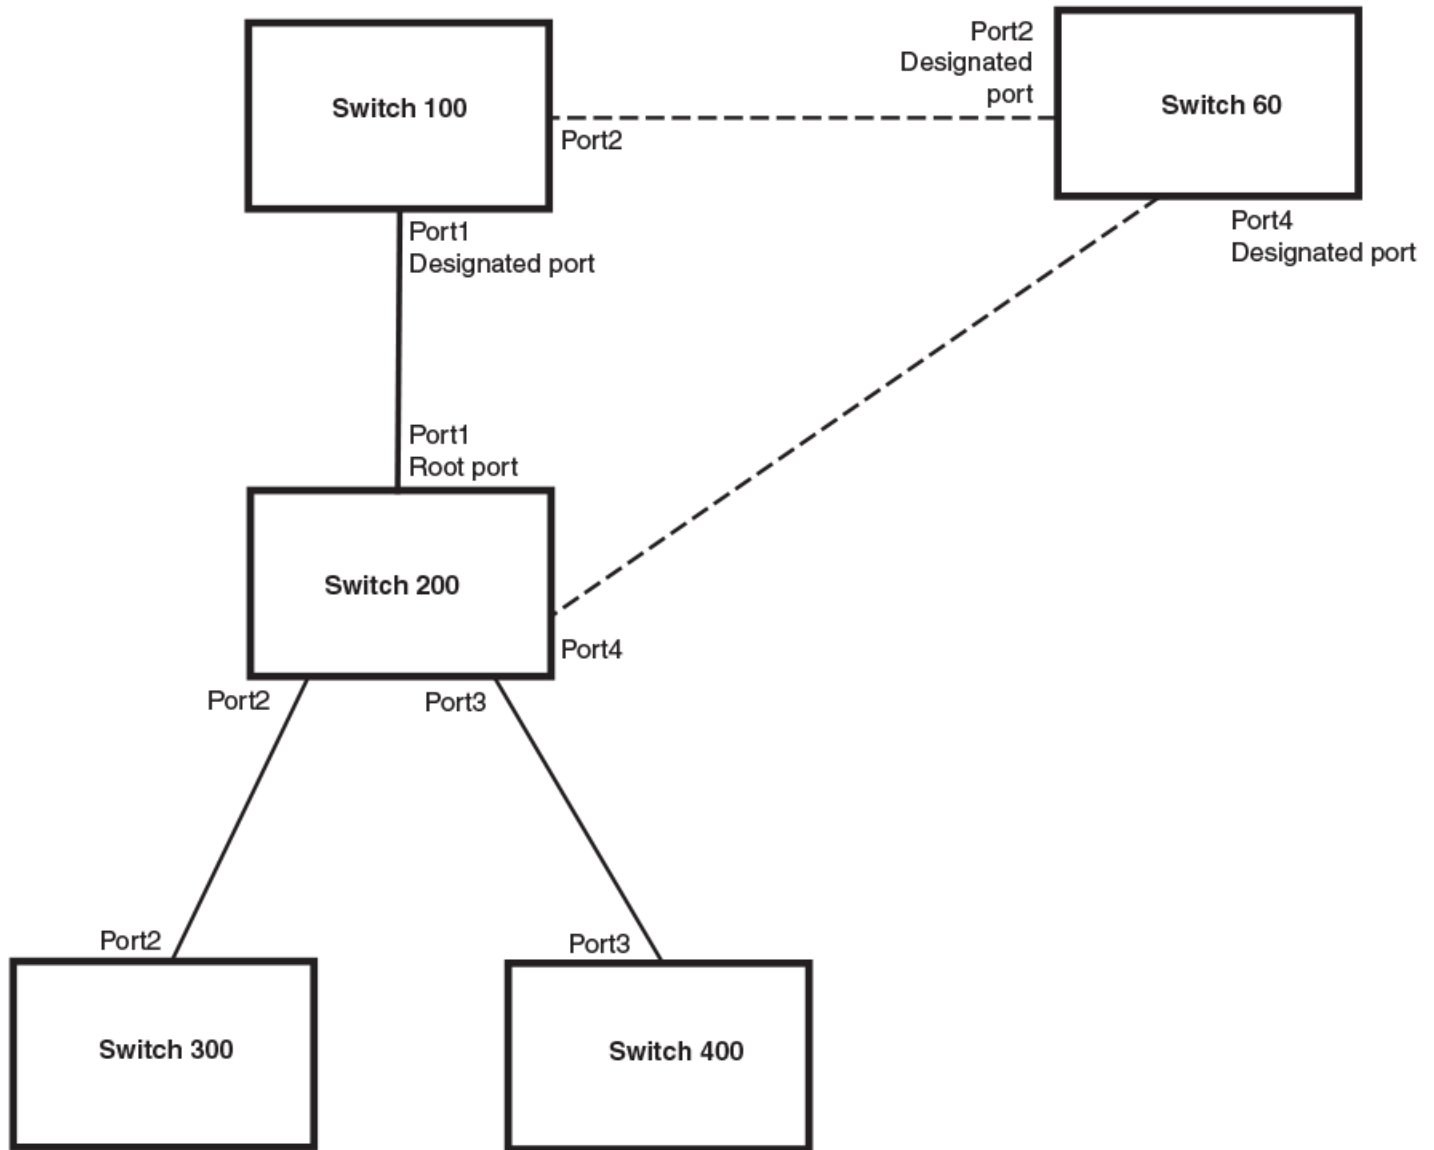 Port2
Designated
port
Switch 100
Switch 60
Port2
Port4
Designated port
Port1
Designated port
Port1
Root port
Switch 200
Port4
Port2
Port3
Port2
Port3
Switch 300
Switch 400